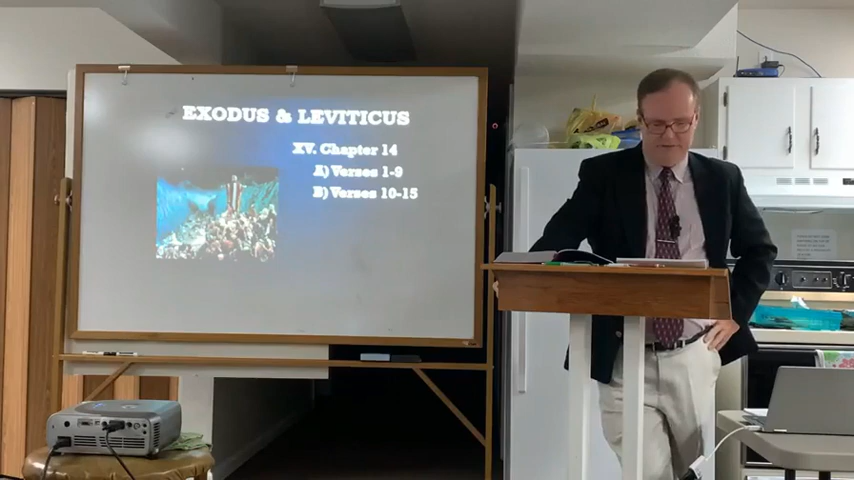 EXODUS & LEVITICUS
XV. Chapter 14
A) Verses 1-9
B) Verses 10-15